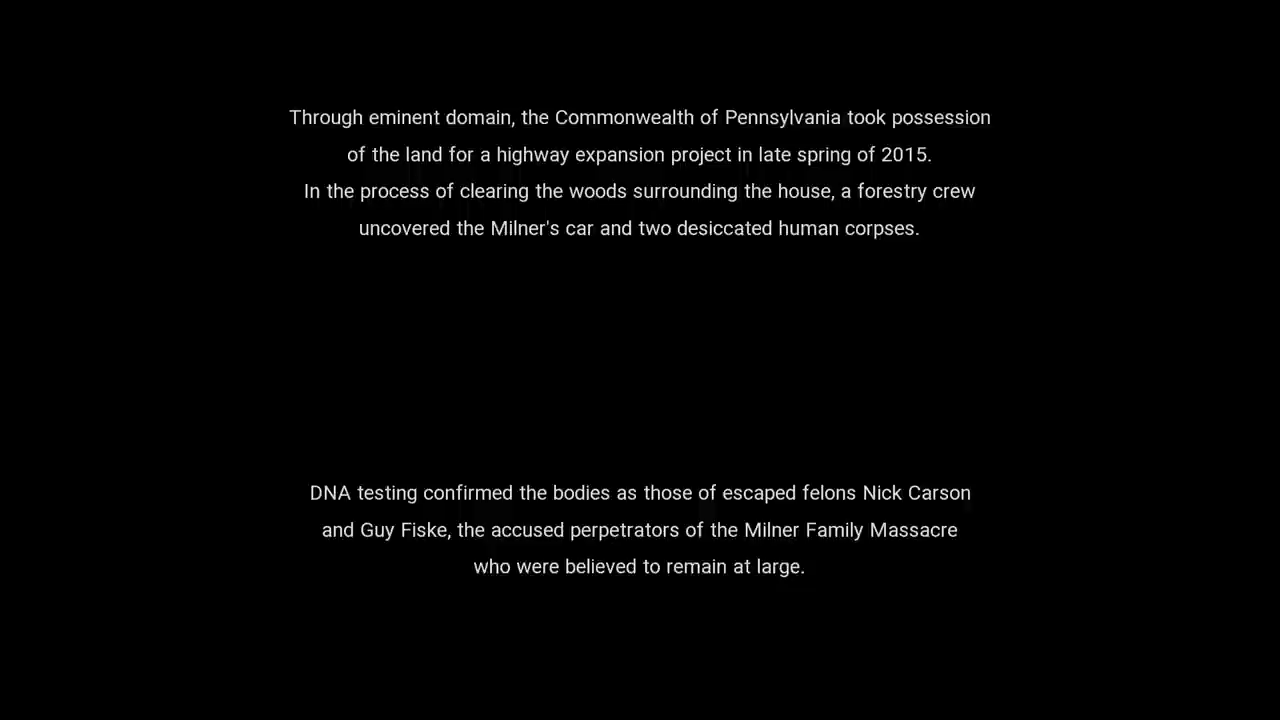 Through eminent domain, the Commonwealth of Pennsylvania took possession
of the land for a highway expansion project in late spring of 2015.
In the process of clearing the woods surrounding the house, a forestry crew
uncovered the Milner's car and two desiccated human corpses.
DNA testing confirmed the bodies as those of escaped felons Nick Carson
and Guy Fiske, the accused perpetrators of the Milner Family Massacre
who were believed to remain at large.